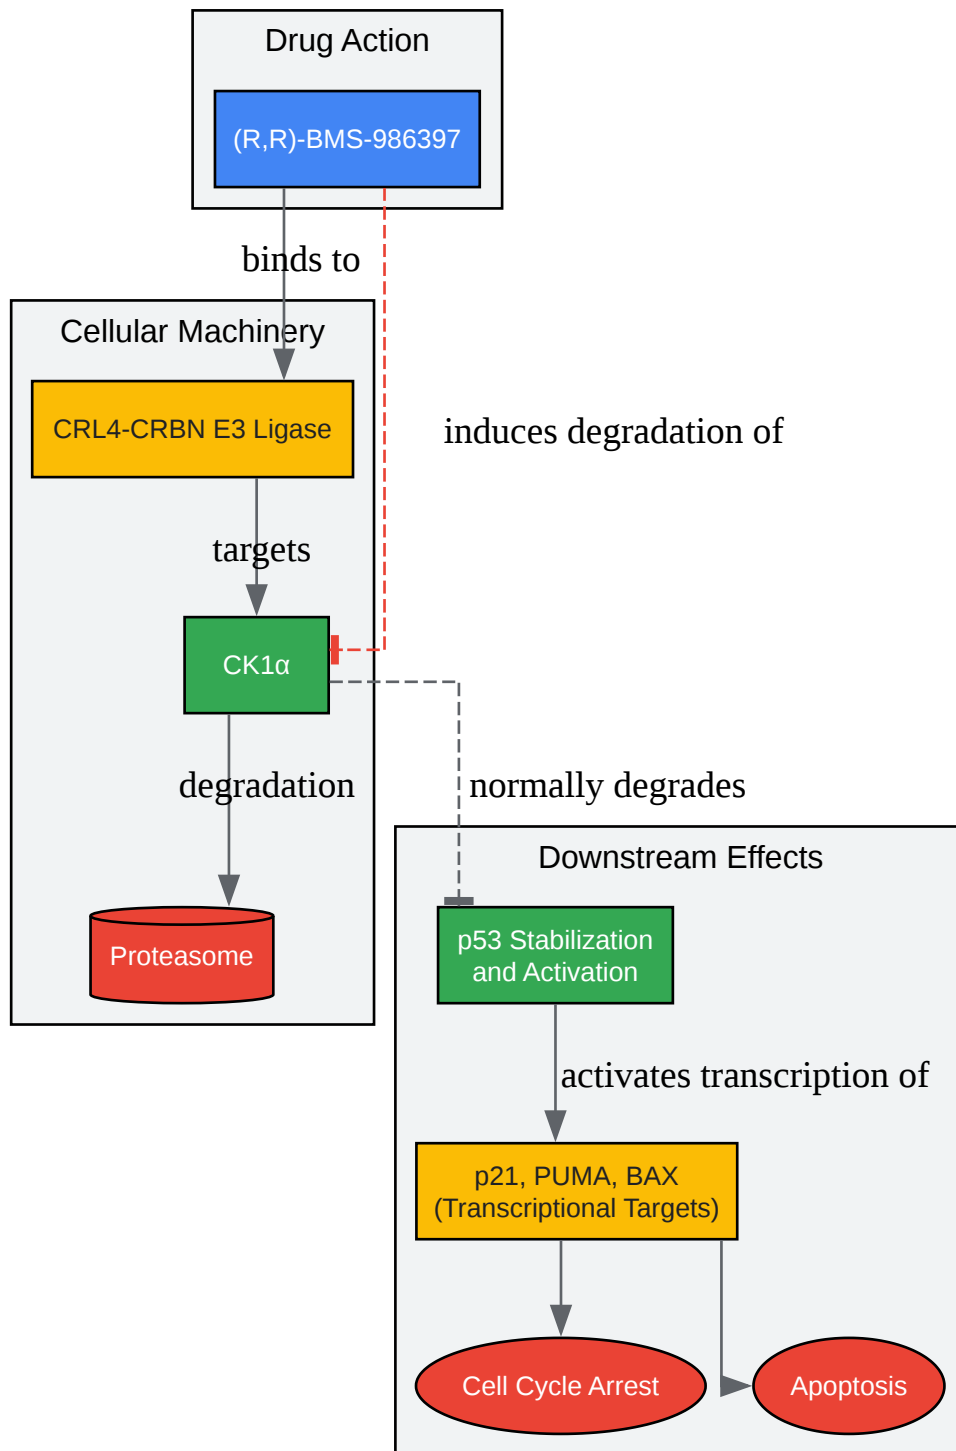 Drug Action
(R,R)-BMS-986397
binds to
Cellular Machinery
CRL4-CRBN E3 Ligase
induces degradation of
targets
CK1α
degradation
normally degrades
Downstream Effects
p53 Stabilization
and Activation
Proteasome
activates transcription of
p21, PUMA, BAX
(Transcriptional Targets)
Cell Cycle Arrest
Apoptosis